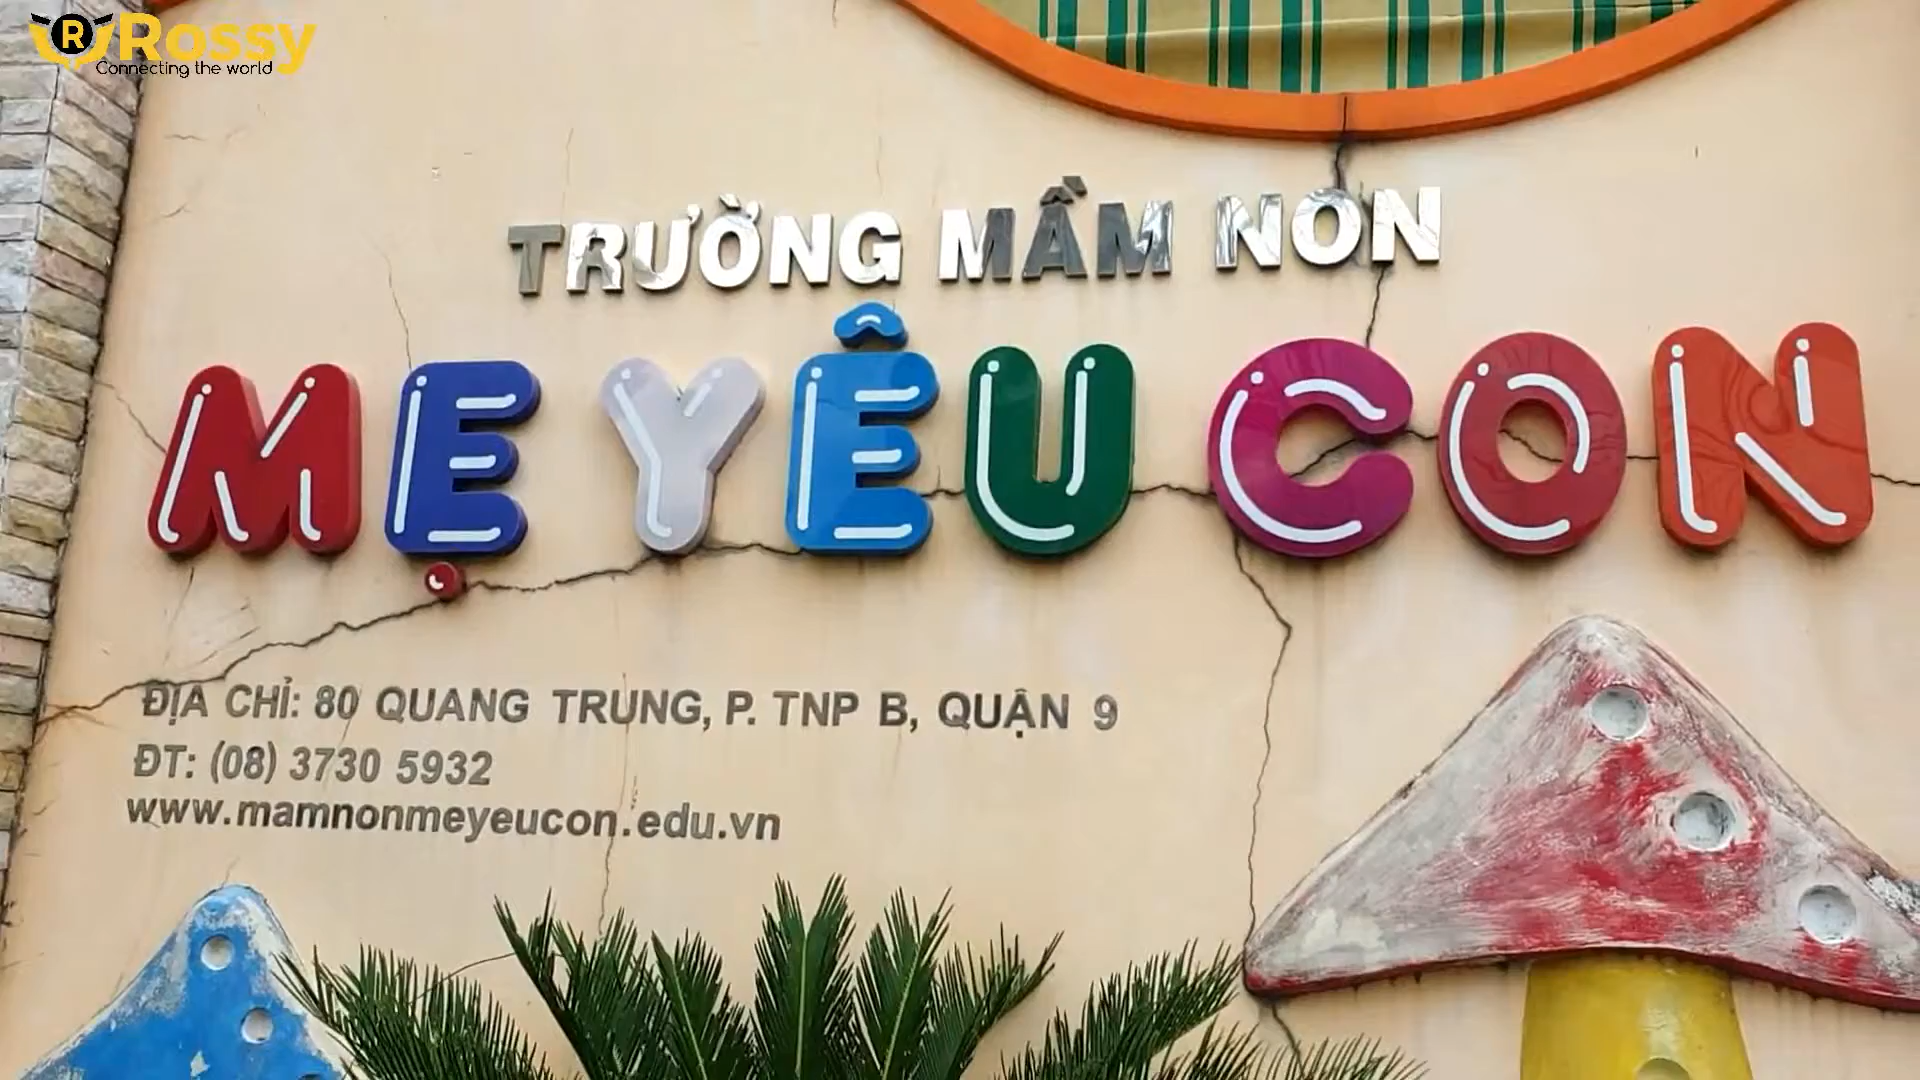 Rossy
Connecting the world
TRƯỜNG MẦM NON
MẸ YÊU CON
ĐỊA CHỈ: 80 QUANG TRUNG, P. TNP B, QUẬN 9
ĐT: (08) 3730 5932
www.mamnonmeyeucon.edu.vn